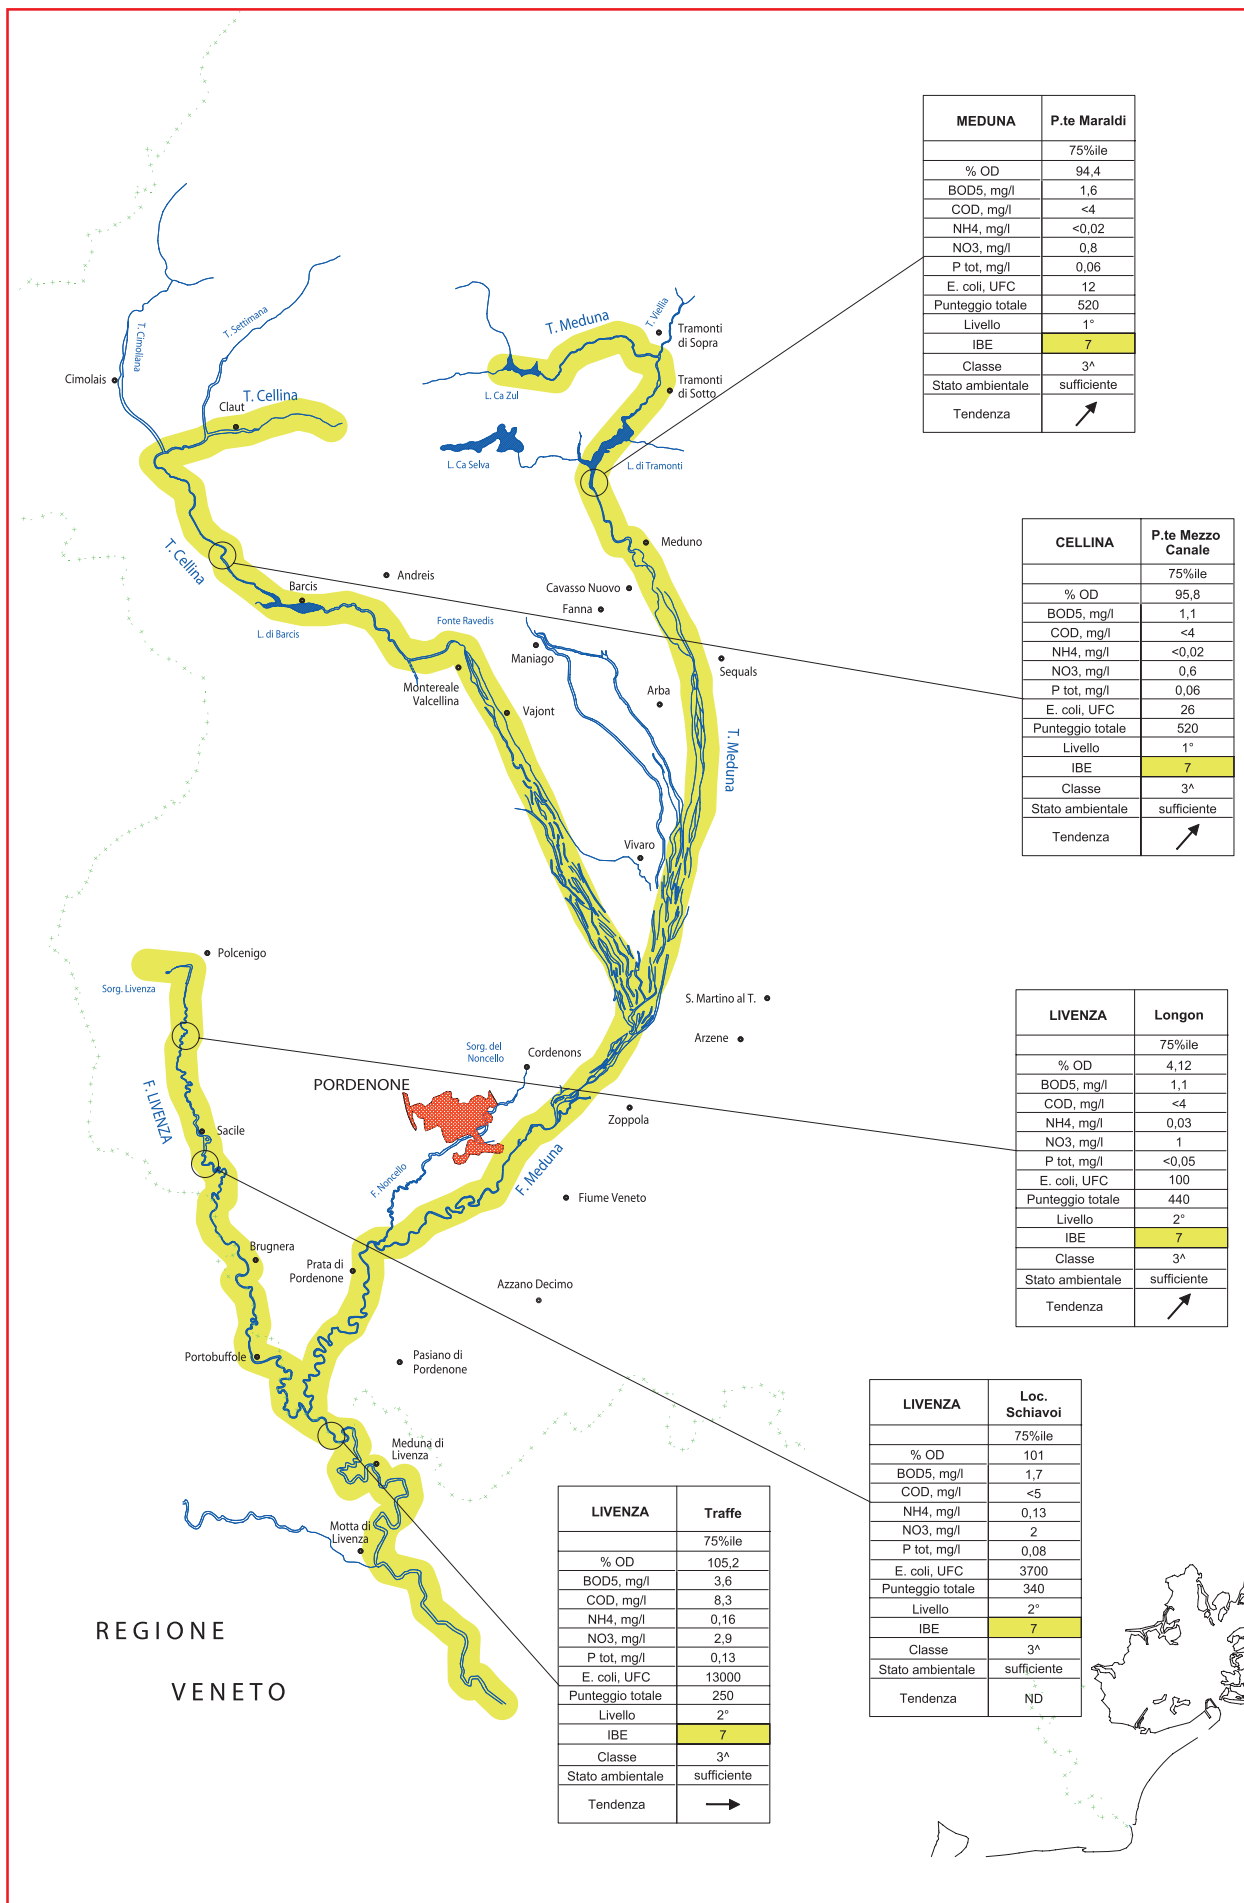 MEDUNA P.te Maraldi
75%ile
% OD 94,4
BOD5, mg/l 1,6
COD, mg/l <4
NH4, mg/l <0,02
NO3, mg/l 0,8
P tot, mg/l 0,06
E. coli, UFC 12
Punteggio totale 520
Livello 1°
IBE 7
Classe 3^
Stato ambientale sufficiente
Tendenza
T. Cimoliana
T. Settimana
Cimolais
Claut
T. Cellina
T. Meduna
T. Viellia
Tramonti
di Sopra
Tramonti
di Sotto
L. Ca Zul
L. Ca Selva
L. di Tramonti
CELLINA P.te Mezzo
Canale
75%ile
% OD 95,8
BOD5, mg/l 1,1
COD, mg/l <4
NH4, mg/l <0,02
NO3, mg/l 0,6
P tot, mg/l 0,06
E. coli, UFC 26
Punteggio totale 520
Livello 1°
IBE 7
Classe 3^
Stato ambientale sufficiente
Tendenza
T. Cellina
Barcis
L. di Barcis
Andreis
Meduno
Cavasso Nuovo
Fanna
Fonte Ravedis
Maniago
Montereale
Valcellina
Sequals
Arba
Vajont
T. Meduna
Vivaro
Polcenigo
Sorg. Livenza
S. Martino al T.
Arzene
LIVENZA Longon
75%ile
% OD 4,12
BOD5, mg/l 1,1
COD, mg/l <4
NH4, mg/l 0,03
NO3, mg/l 1
P tot, mg/l <0,05
E. coli, UFC 100
Punteggio totale 440
Livello 2°
IBE 7
Classe 3^
Stato ambientale sufficiente
Tendenza
Sorg. del
Noncello
Cordenons
PORDENONE
Zoppola
F. LIVENZA
Sacile
F. Noncello
F. Meduna
Fiume Veneto
Brugnera
Prata di
Pordenone
Azzano Decimo
Portobuffole
Pasiano di
Pordenone
LIVENZA Loc.
Schiavoi
75%ile
% OD 101
BOD5, mg/l 1,7
COD, mg/l <5
NH4, mg/l 0,13
NO3, mg/l 2
P tot, mg/l 0,08
E. coli, UFC 3700
Punteggio totale 340
Livello 2°
IBE 7
Classe 3^
Stato ambientale sufficiente
Tendenza ND
Meduna di
Livenza
Motta di
Livenza
LIVENZA Traffe
75%ile
% OD 105,2
BOD5, mg/l 3,6
COD, mg/l 8,3
NH4, mg/l 0,16
NO3, mg/l 2,9
P tot, mg/l 0,13
E. coli, UFC 13000
Punteggio totale 250
Livello 2°
IBE 7
Classe 3^
Stato ambientale sufficiente
Tendenza
REGIONE
VENETO